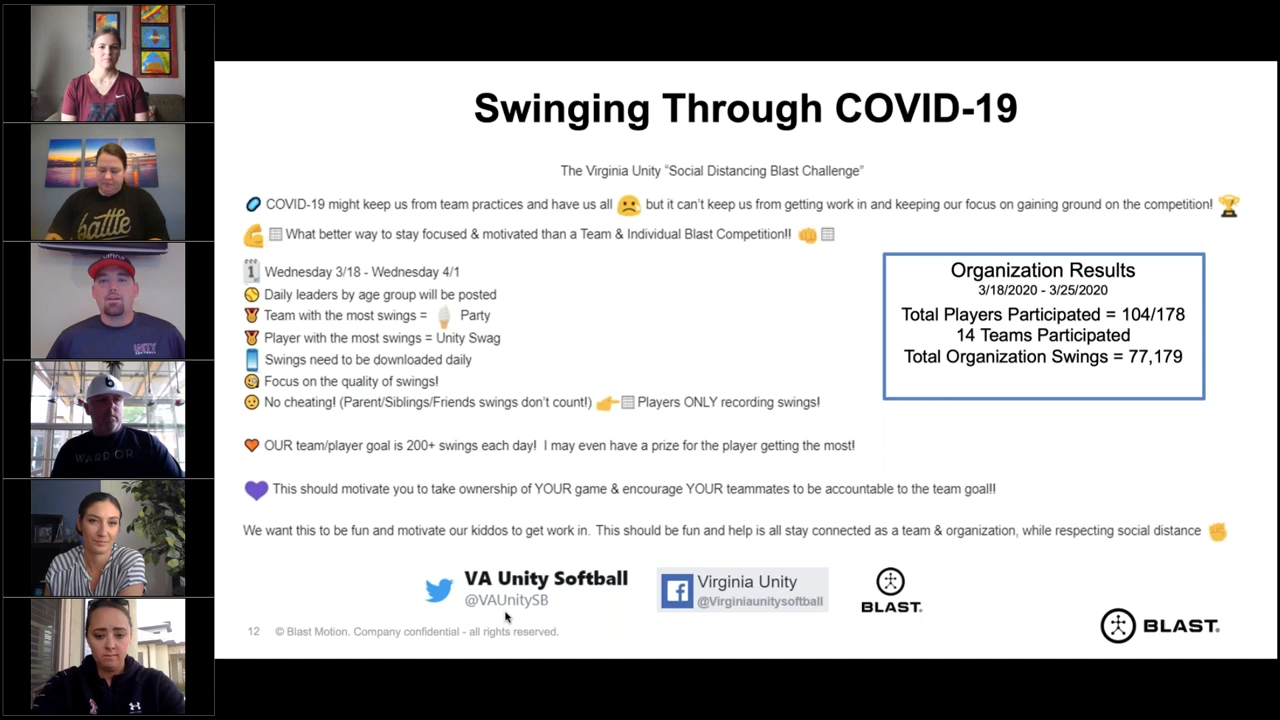 Swinging Through COVID-19
The Virginia Unity “Social Distancing Blast Challenge”
COVID-19 might keep us from team practices and have us all but it can't keep us from getting work in and keeping our focus on gaining ground on the competition!
What better way to stay focused & motivated than a Team & Individual Blast Competition!!
Wednesday 3/18 - Wednesday 4/1
Daily leaders by age group will be posted
Team with the most swings = Party
Player with the most swings = Unity Swag
Swings need to be downloaded daily
Focus on the quality of swings!
No cheating! (Parent/Siblings/Friends swings don't count!) Players ONLY recording swings!
OUR team/player goal is 200+ swings each day! I may even have a prize for the player getting the most!
This should motivate you to take ownership of YOUR game & encourage YOUR teammates to be accountable to the team goal!!
We want this to be fun and motivate our kiddos to get work in. This should be fun and help is all stay connected as a team & organization, while respecting social distance
Organization Results
3/18/2020 - 3/25/2020
Total Players Participated = 104/178
14 Teams Participated
Total Organization Swings = 77,179
VA Unity Softball
@VAUnitySB
Virginia Unity
@Virginiaunitysoftball
BLAST.
12 © Blast Motion. Company confidential - all rights reserved.
BLAST.
battle
UNITY
WARRIOR